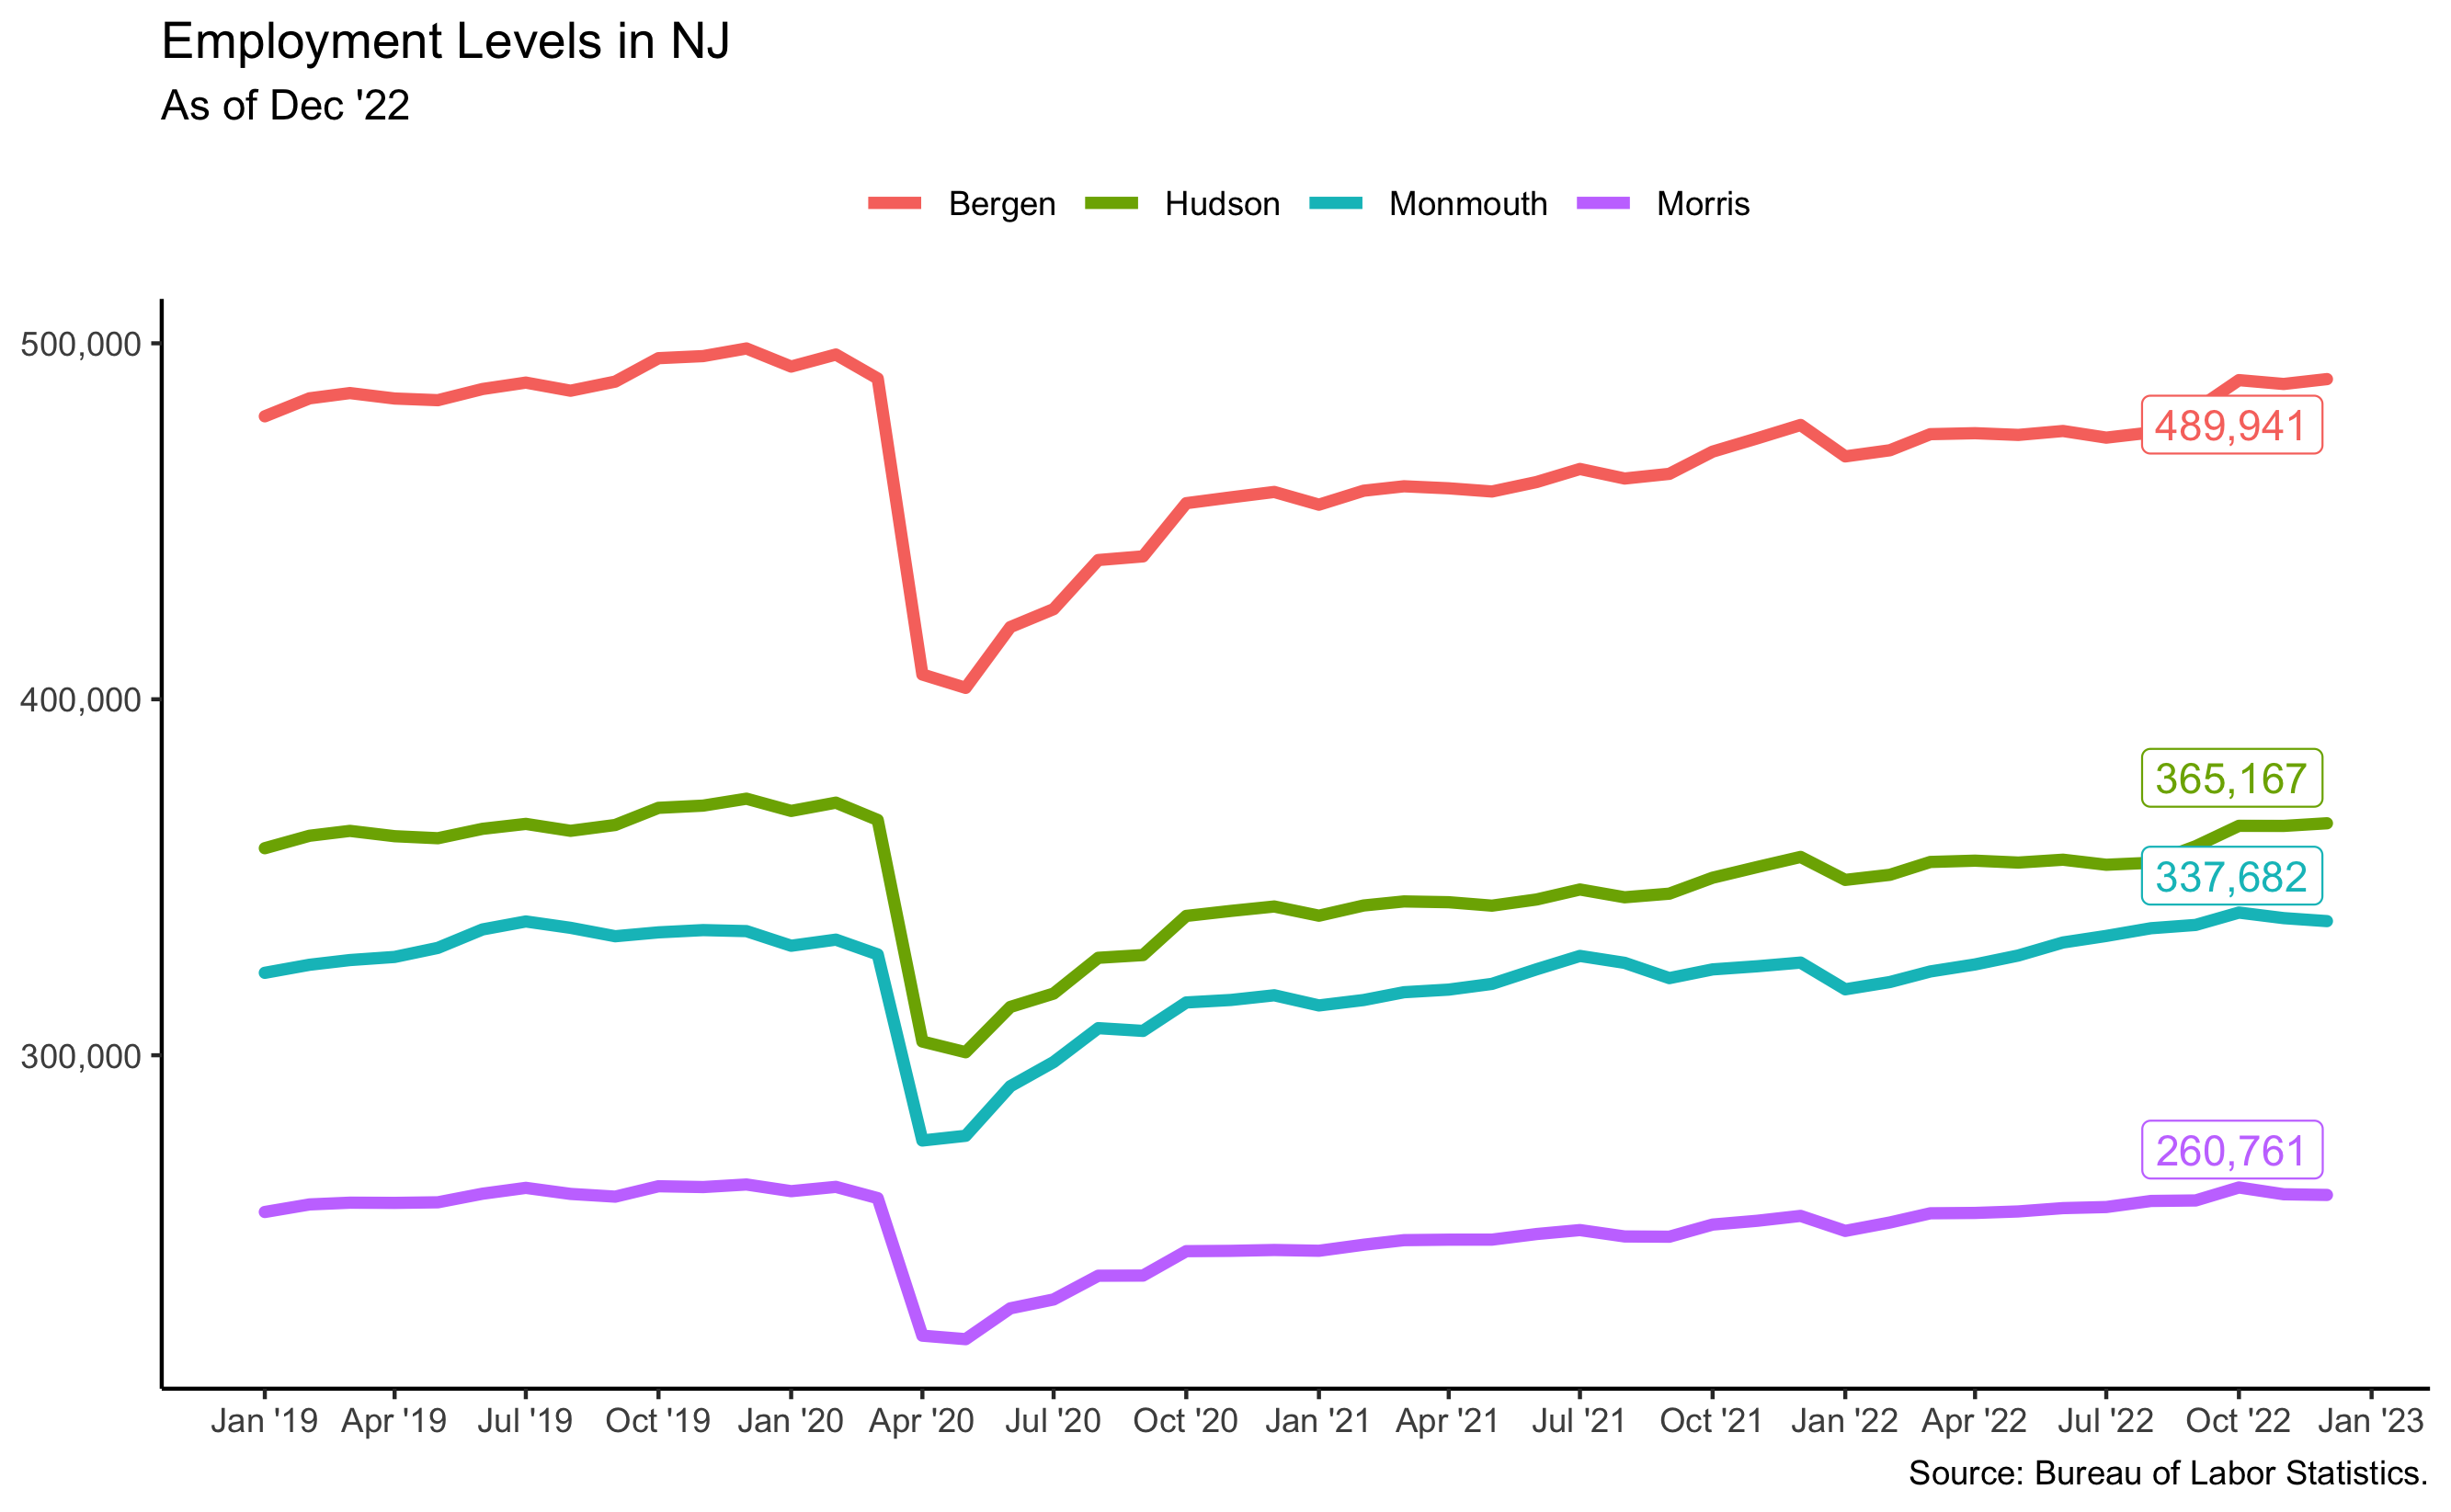 Employment Levels in NJ
As of Dec '22
Bergen Hudson Monmouth Morris
500,000
400,000
300,000
489,941
365,167
337,682
260,761
Jan '19 Apr '19 Jul '19 Oct '19 Jan '20 Apr '20 Jul '20 Oct '20 Jan '21 Apr '21 Jul '21 Oct '21 Jan '22 Apr '22 Jul '22 Oct '22 Jan '23
Source: Bureau of Labor Statistics.